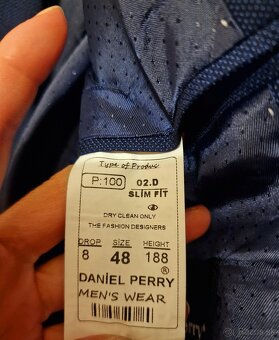 Type of Produc
P:100 02.D
SLIM FIT
DRY CLEAN ONLY
THE FASHION DESIGNERS
DROP SIZE HEIGHT
8 48 188
®
DANIEL PERRY
MEN'S WEAR